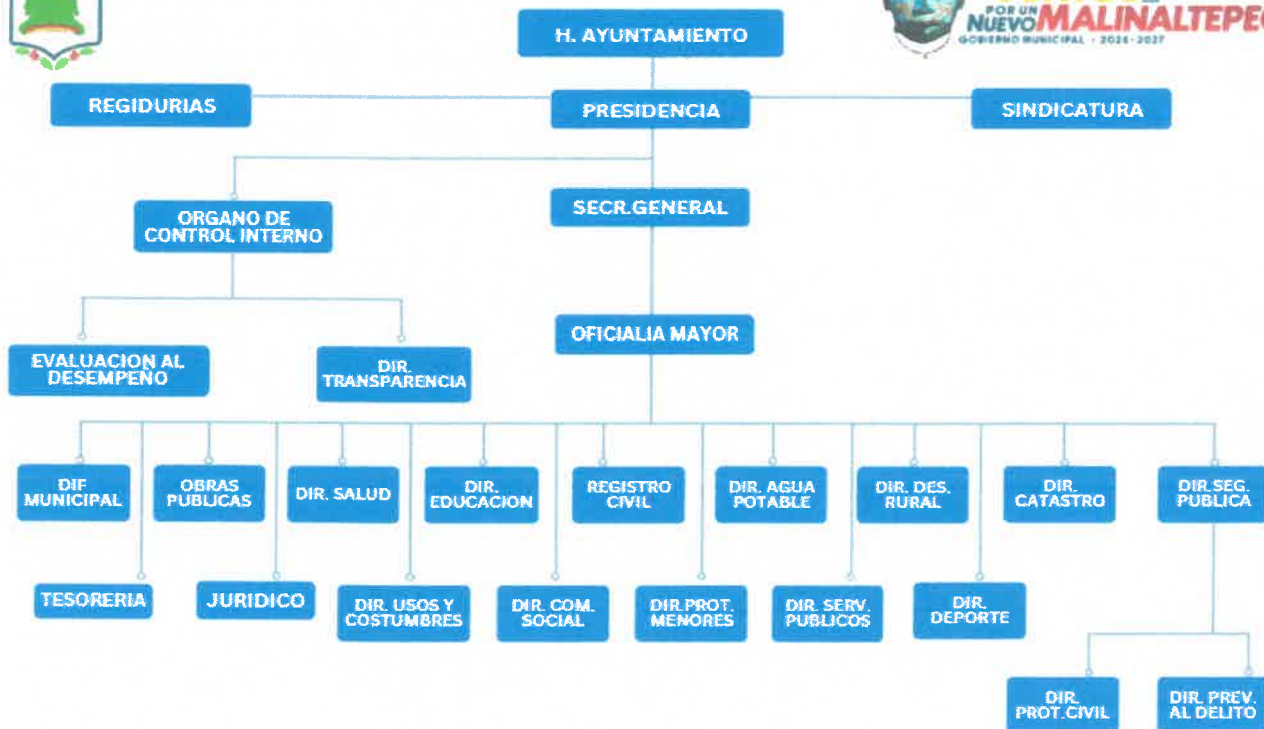 H. AYUNTAMIENTO
POR UN
NUEVO MALINALTEPEC
GOBIERNO MUNICIPAL - 2024-2027
REGIDURIAS
PRESIDENCIA
SINDICATURA
ORGANO DE
CONTROL INTERNO
SECR.GENERAL
OFICIALIA MAYOR
EVALUACION AL
DESEMPEÑO
DIR.
TRANSPARENCIA
DIF
MUNICIPAL
OBRAS
PUBLICAS
DIR. SALUD
DIR.
EDUCACION
REGISTRO
CIVIL
DIR. AGUA
POTABLE
DIR. DES.
RURAL
DIR.
CATASTRO
DIR.SEG.
PUBLICA
TESORERIA
JURIDICO
DIR. USOS Y
COSTUMBRES
DIR. COM.
SOCIAL
DIR.PROT.
MENORES
DIR. SERV.
PUBLICOS
DIR.
DEPORTE
DIR.
PROT.CIVIL
DIR. PREV.
AL DELITO